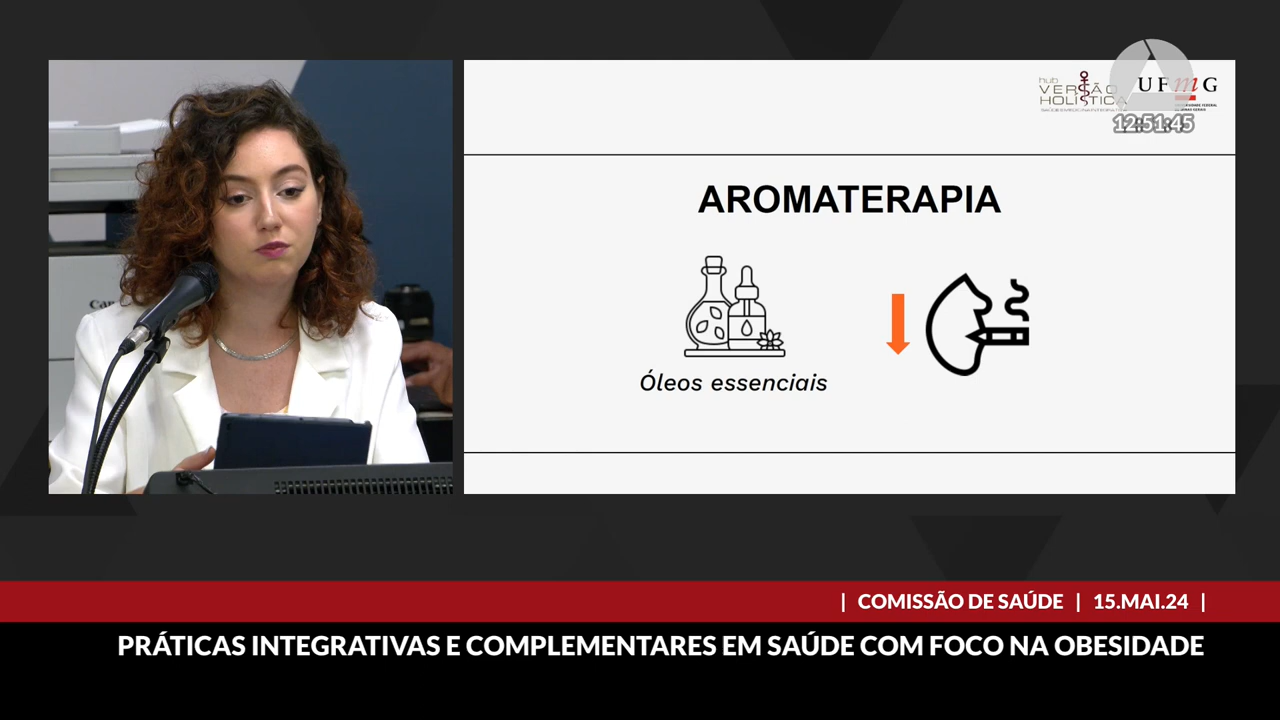 hub
VERSÃO
HOLÍSTICA
UFmG
12:51:45
AROMATERAPIA
Óleos essenciais
| COMISSÃO DE SAÚDE | 15.MAI.24 |
PRÁTICAS INTEGRATIVAS E COMPLEMENTARES EM SAÚDE COM FOCO NA OBESIDADE